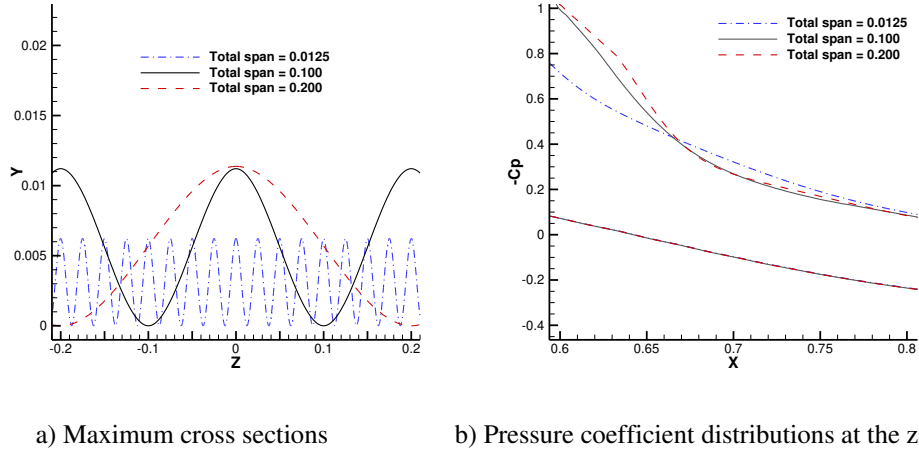 0.02
0.015
0.01
0.005
0
Y
-0.2
-0.1
0
0.1
0.2
Z
Total span = 0.0125
Total span = 0.100
Total span = 0.200
1
0.8
0.6
0.4
0.2
0
-0.2
-0.4
-Cp
0.6
0.65
0.7
0.75
0.8
X
Total span = 0.0125
Total span = 0.100
Total span = 0.200
a) Maximum cross sections
b) Pressure coefficient distributions at the z